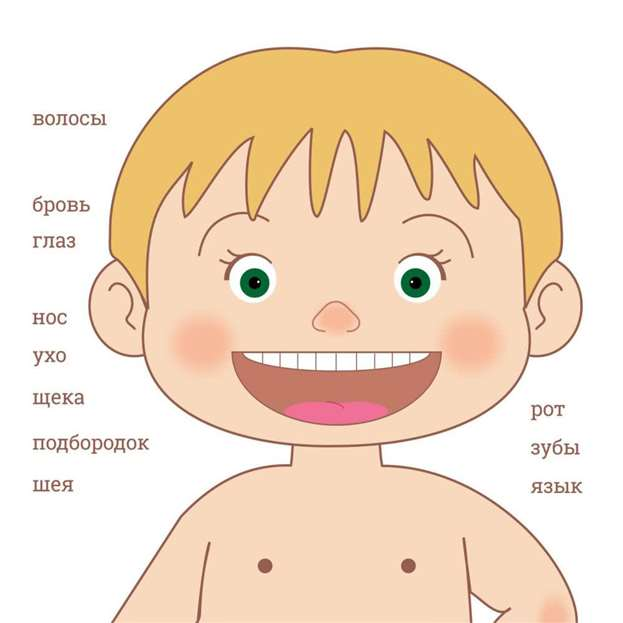 волосы
бровь
глаз
нос
ухо
щека
подбородок
шея
рот
зубы
язык